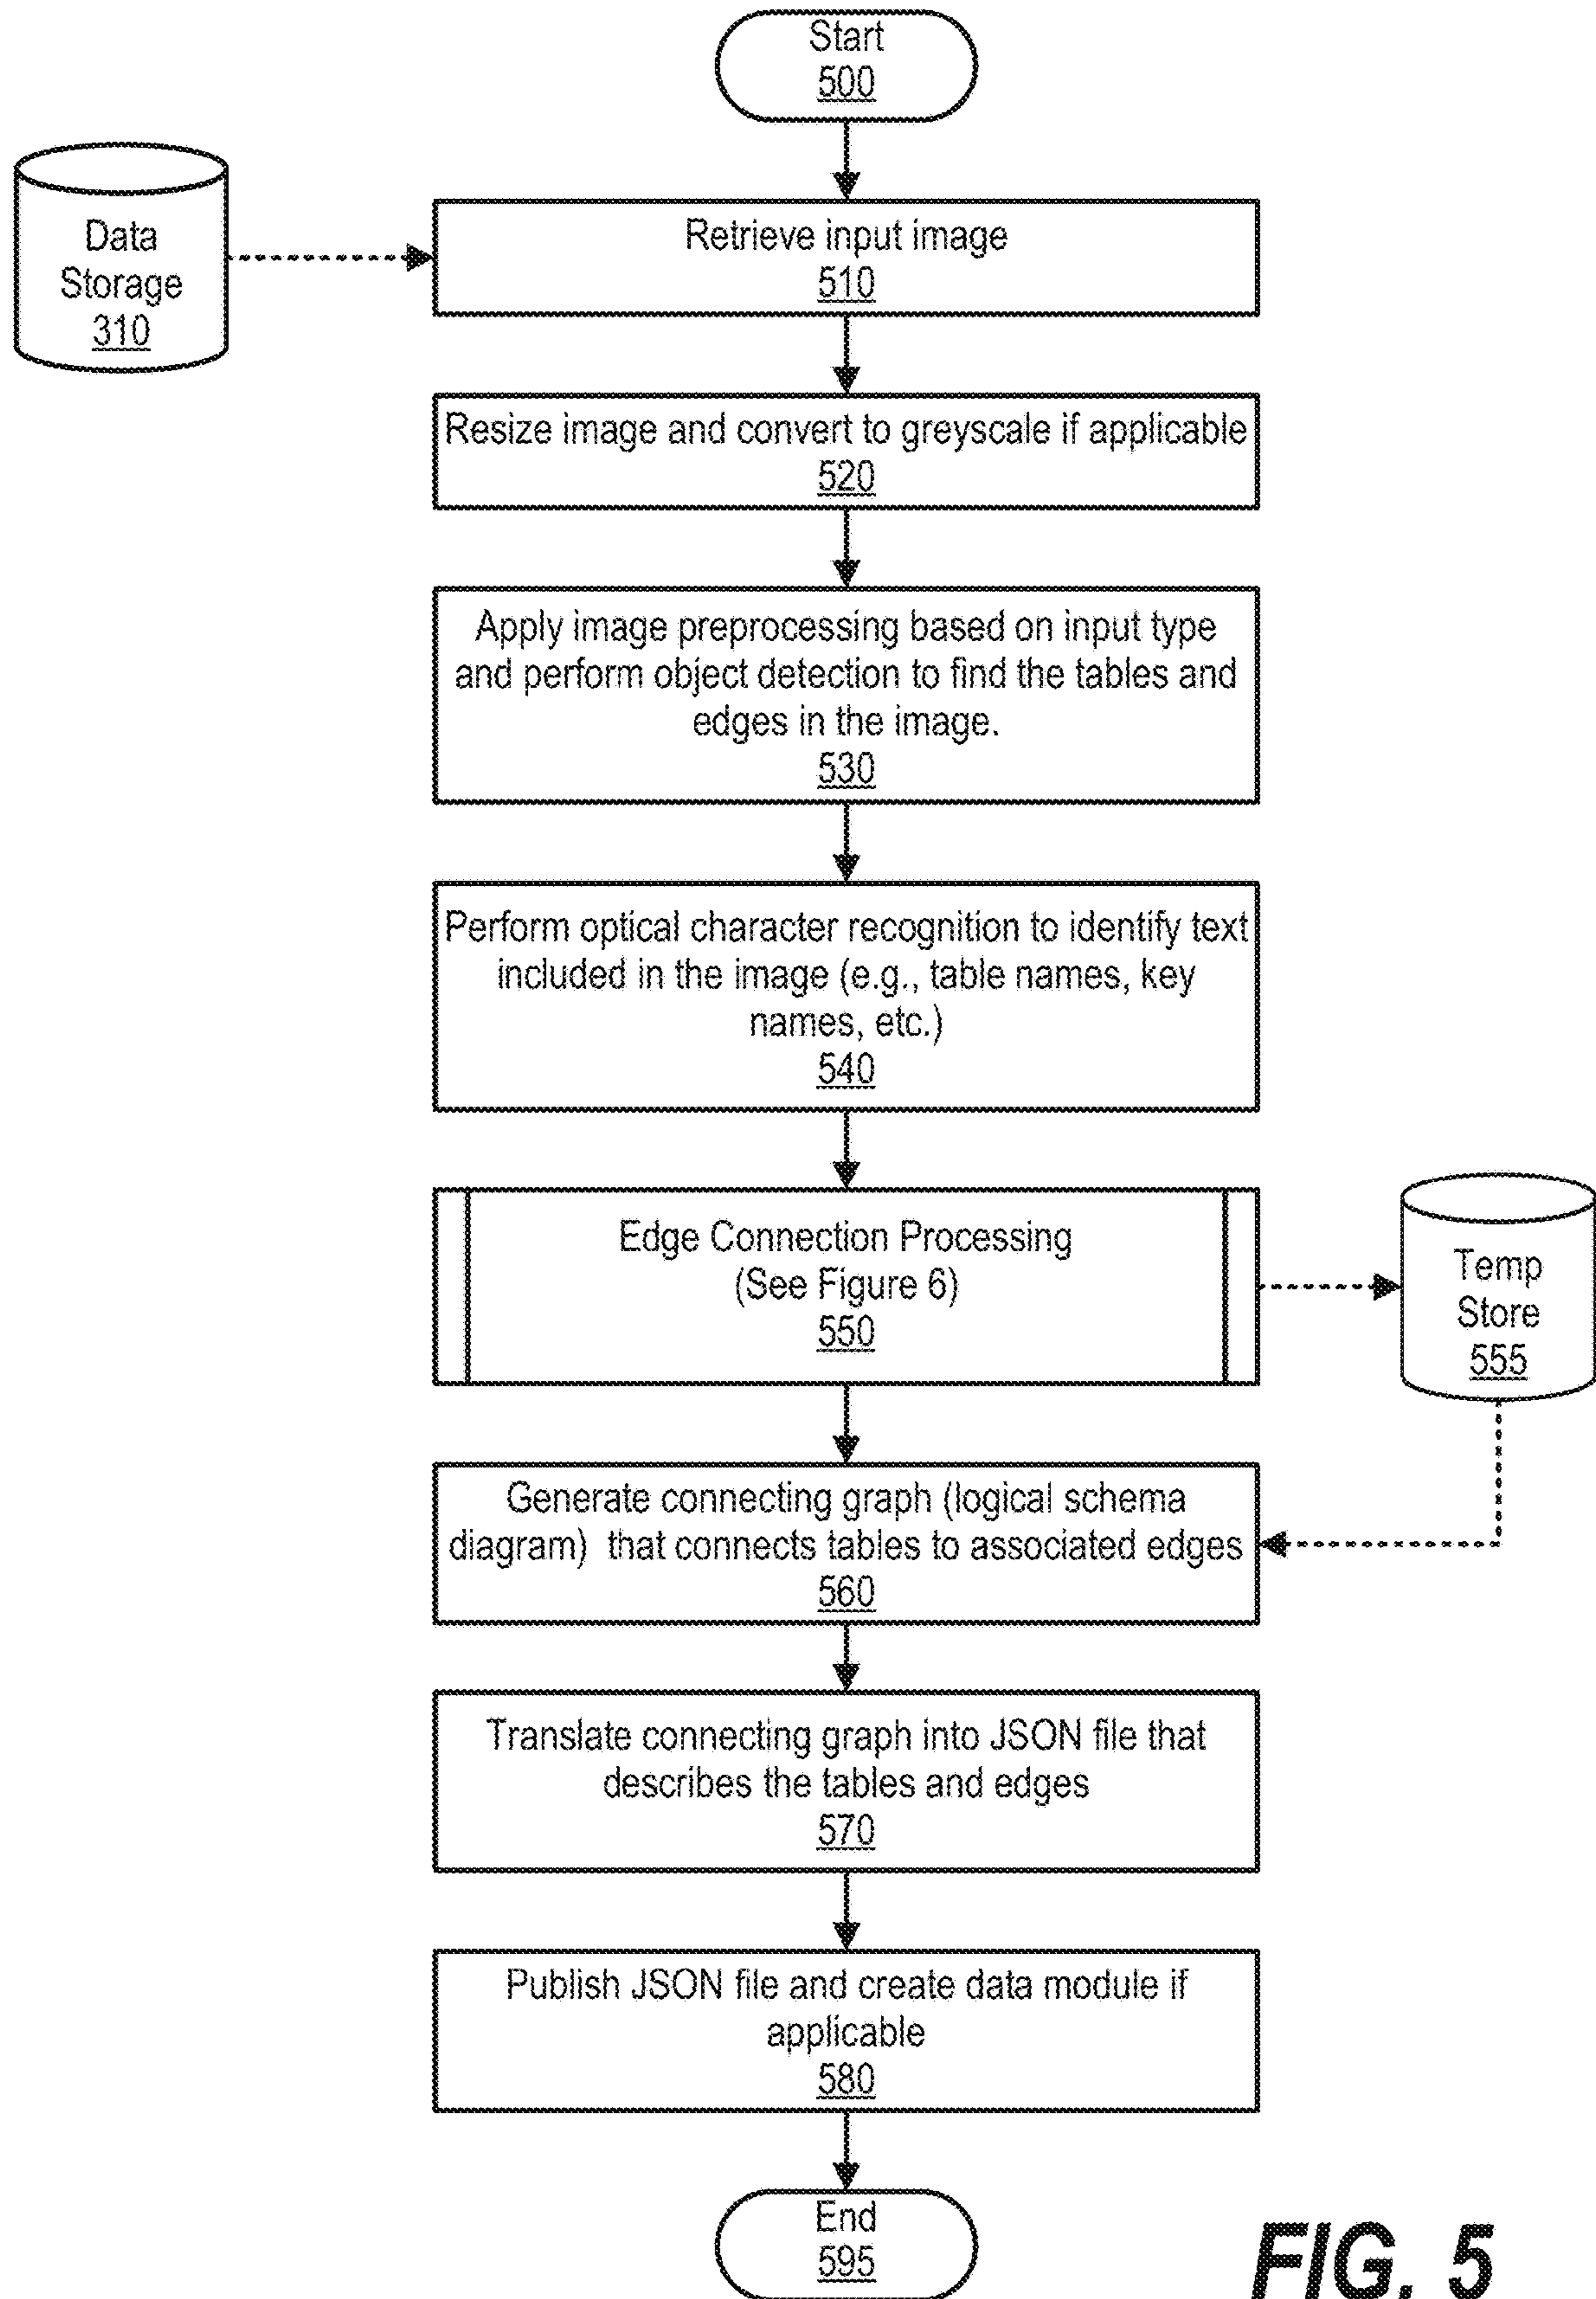 Start
500
Data
Storage
310
Retrieve input image
510
Resize image and convert to greyscale if applicable
520
Apply image preprocessing based on input type
and perform object detection to find the tables and
edges in the image.
530
Perform optical character recognition to identify text
included in the image (e.g., table names, key
names, etc.)
540
Edge Connection Processing
(See Figure 6)
550
Temp
Store
555
Generate connecting graph (logical schema
diagram) that connects tables to associated edges
560
Translate connecting graph into JSON file that
describes the tables and edges
570
Publish JSON file and create data module if
applicable
580
End
595
FIG. 5